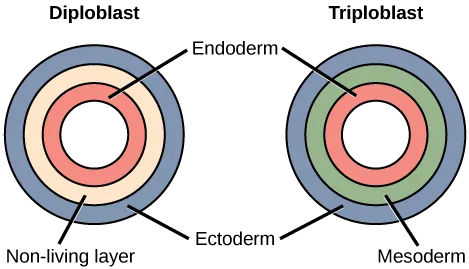 Diploblast
Triploblast
Endoderm
Ectoderm
Non-living layer
Mesoderm